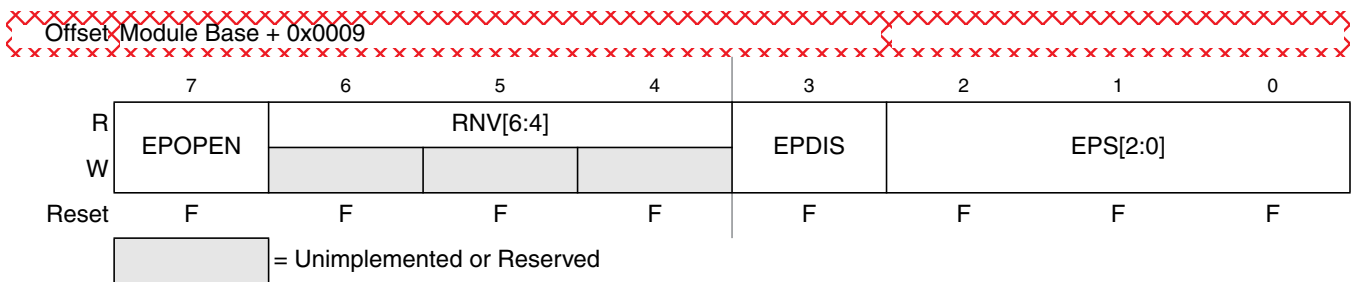 Offset Module Base + 0x0009
7 6 5 4 3 2 1 0
R EPOPEN RNV[6:4] EPDIS EPS[2:0]
W
Reset F F F F F F F F
= Unimplemented or Reserved